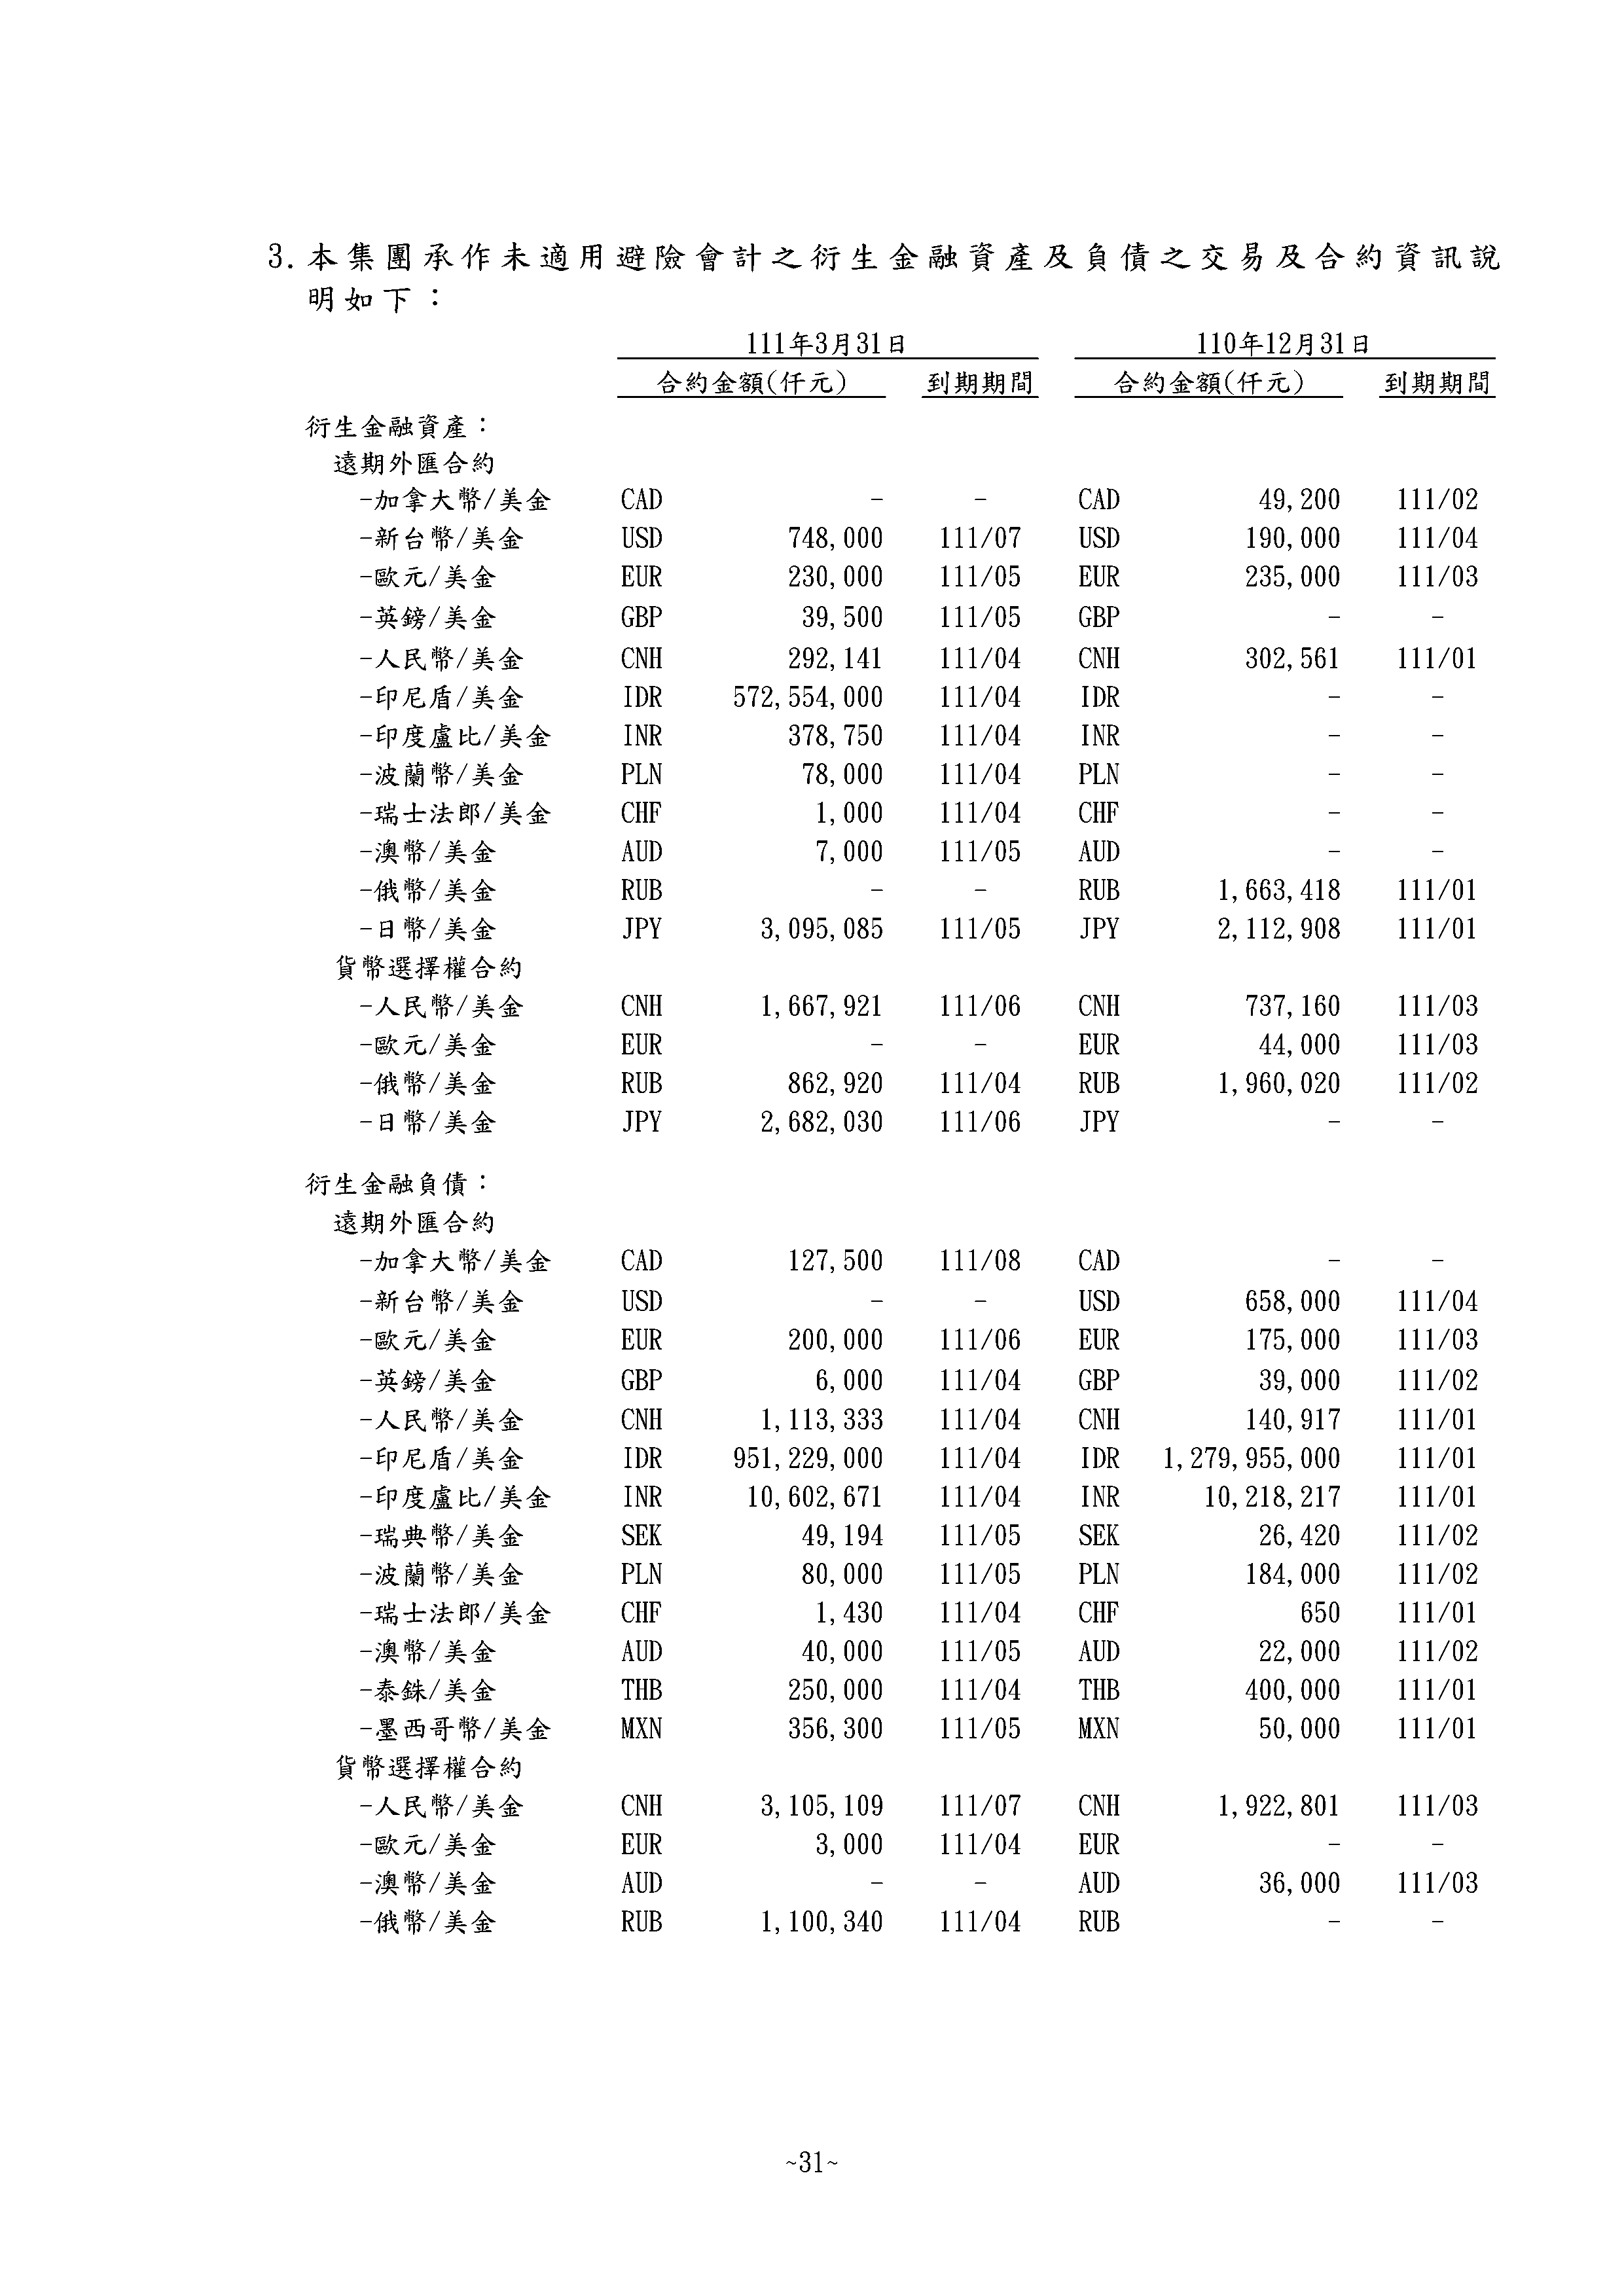 3.本集團承作未適用避險會計之衍生金融資產及負債之交易及合約資訊說
明如下：
111年3月31日 110年12月31日
合約金額(仟元) 到期期間 合約金額(仟元) 到期期間
衍生金融資產：
遠期外匯合約
-加拿大幣/美金 CAD - - CAD 49,200 111/02
-新台幣/美金 USD 748,000 111/07 USD 190,000 111/04
-歐元/美金 EUR 230,000 111/05 EUR 235,000 111/03
-英鎊/美金 GBP 39,500 111/05 GBP - -
-人民幣/美金 CNH 292,141 111/04 CNH 302,561 111/01
-印尼盾/美金 IDR 572,554,000 111/04 IDR - -
-印度盧比/美金 INR 378,750 111/04 INR - -
-波蘭幣/美金 PLN 78,000 111/04 PLN - -
-瑞士法郎/美金 CHF 1,000 111/04 CHF - -
-澳幣/美金 AUD 7,000 111/05 AUD - -
-俄幣/美金 RUB - - RUB 1,663,418 111/01
-日幣/美金 JPY 3,095,085 111/05 JPY 2,112,908 111/01
貨幣選擇權合約
-人民幣/美金 CNH 1,667,921 111/06 CNH 737,160 111/03
-歐元/美金 EUR - - EUR 44,000 111/03
-俄幣/美金 RUB 862,920 111/04 RUB 1,960,020 111/02
-日幣/美金 JPY 2,682,030 111/06 JPY - -
衍生金融負債：
遠期外匯合約
-加拿大幣/美金 CAD 127,500 111/08 CAD - -
-新台幣/美金 USD - - USD 658,000 111/04
-歐元/美金 EUR 200,000 111/06 EUR 175,000 111/03
-英鎊/美金 GBP 6,000 111/04 GBP 39,000 111/02
-人民幣/美金 CNH 1,113,333 111/04 CNH 140,917 111/01
-印尼盾/美金 IDR 951,229,000 111/04 IDR 1,279,955,000 111/01
-印度盧比/美金 INR 10,602,671 111/04 INR 10,218,217 111/01
-瑞典幣/美金 SEK 49,194 111/05 SEK 26,420 111/02
-波蘭幣/美金 PLN 80,000 111/05 PLN 184,000 111/02
-瑞士法郎/美金 CHF 1,430 111/04 CHF 650 111/01
-澳幣/美金 AUD 40,000 111/05 AUD 22,000 111/02
-泰銖/美金 THB 250,000 111/04 THB 400,000 111/01
-墨西哥幣/美金 MXN 356,300 111/05 MXN 50,000 111/01
貨幣選擇權合約
-人民幣/美金 CNH 3,105,109 111/07 CNH 1,922,801 111/03
-歐元/美金 EUR 3,000 111/04 EUR - -
-澳幣/美金 AUD - - AUD 36,000 111/03
-俄幣/美金 RUB 1,100,340 111/04 RUB - -
~31~